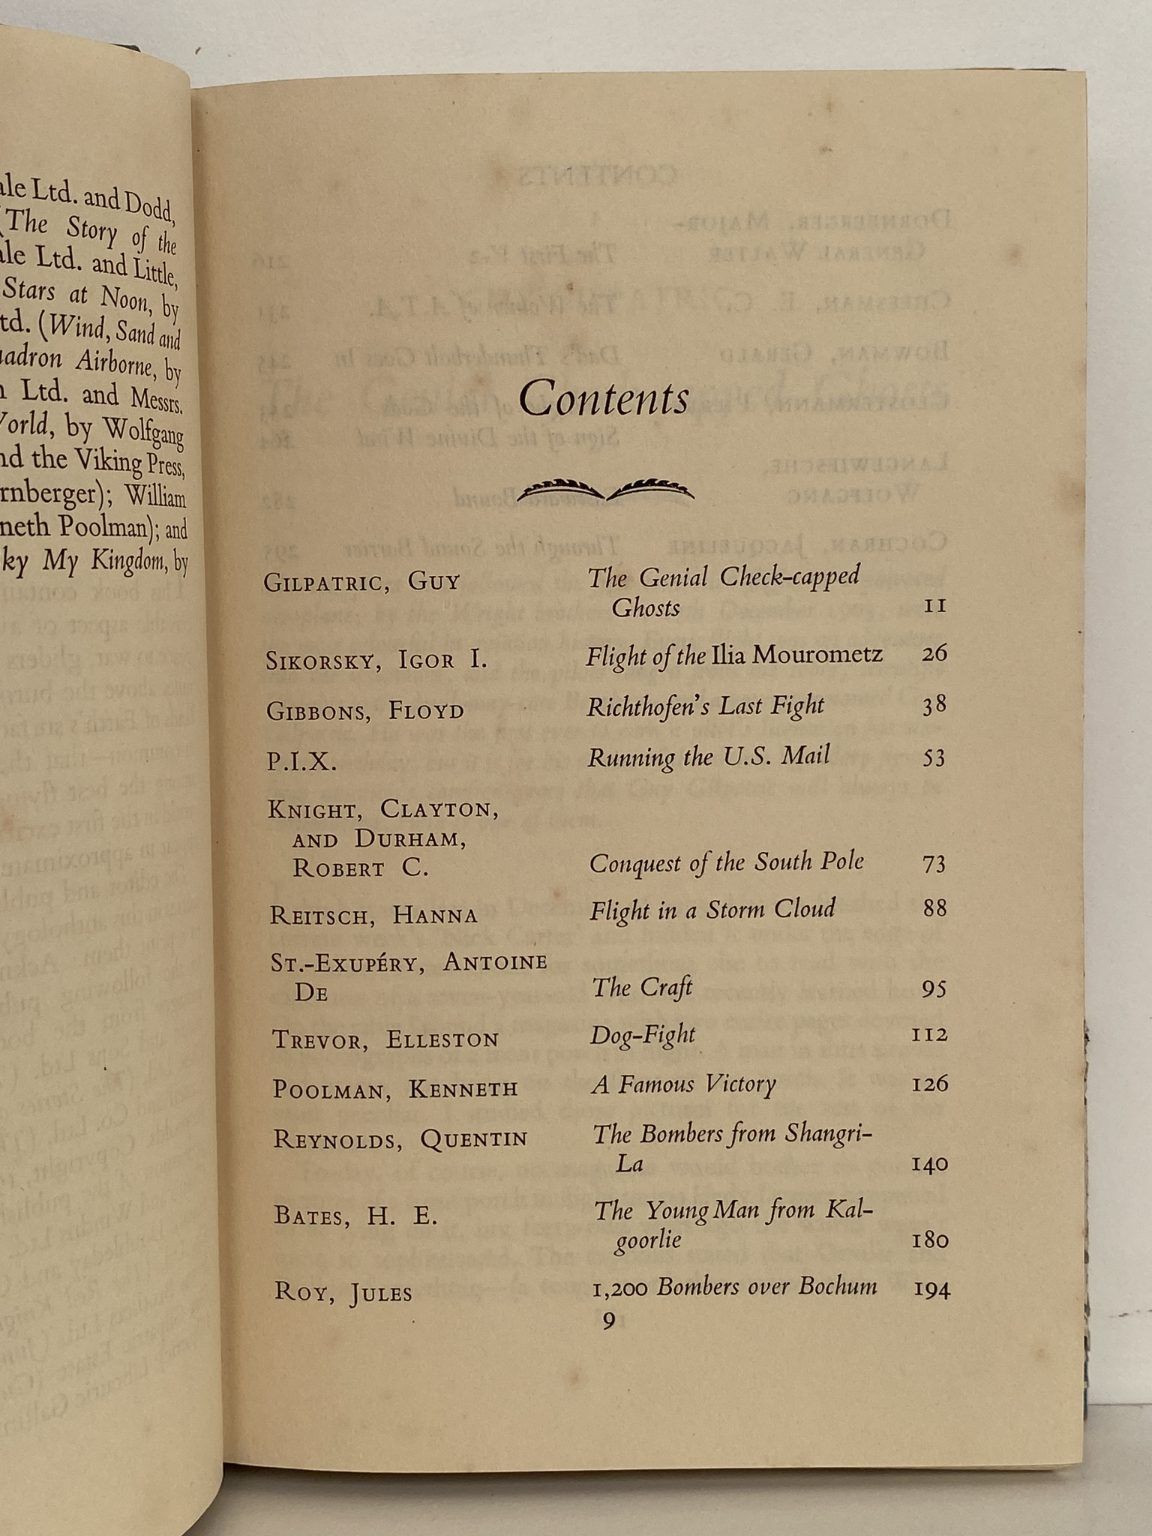 ale Ltd. and Dodd,
(The Story of the
ale Ltd. and Little,
Stars at Noon, by
td. (Wind, Sand and
uadron Airborne, by
Ltd. and Messrs.
World, by Wolfgang
nd the Viking Press,
rnberger); William
neth Poolman); and
ky My Kingdom, by
Contents
GILPATRIC, GUY The Genial Check-capped
Ghosts 11
SIKORSKY, IGOR I. Flight of the Ilia Mourometz 26
GIBBONS, FLOYD Richthofen's Last Fight 38
P.I.X. Running the U.S. Mail 53
KNIGHT, CLAYTON,
AND DURHAM,
ROBERT C. Conquest of the South Pole 73
REITSCH, HANNA Flight in a Storm Cloud 88
ST.-EXUPÉRY, ANTOINE
DE The Craft 95
TREVOR, ELLESTON Dog-Fight 112
POOLMAN, KENNETH A Famous Victory 126
REYNOLDS, QUENTIN The Bombers from Shangri-
La 140
BATES, H. E. The Young Man from Kal-
goorlie 180
ROY, JULES 1,200 Bombers over Bochum 194
9